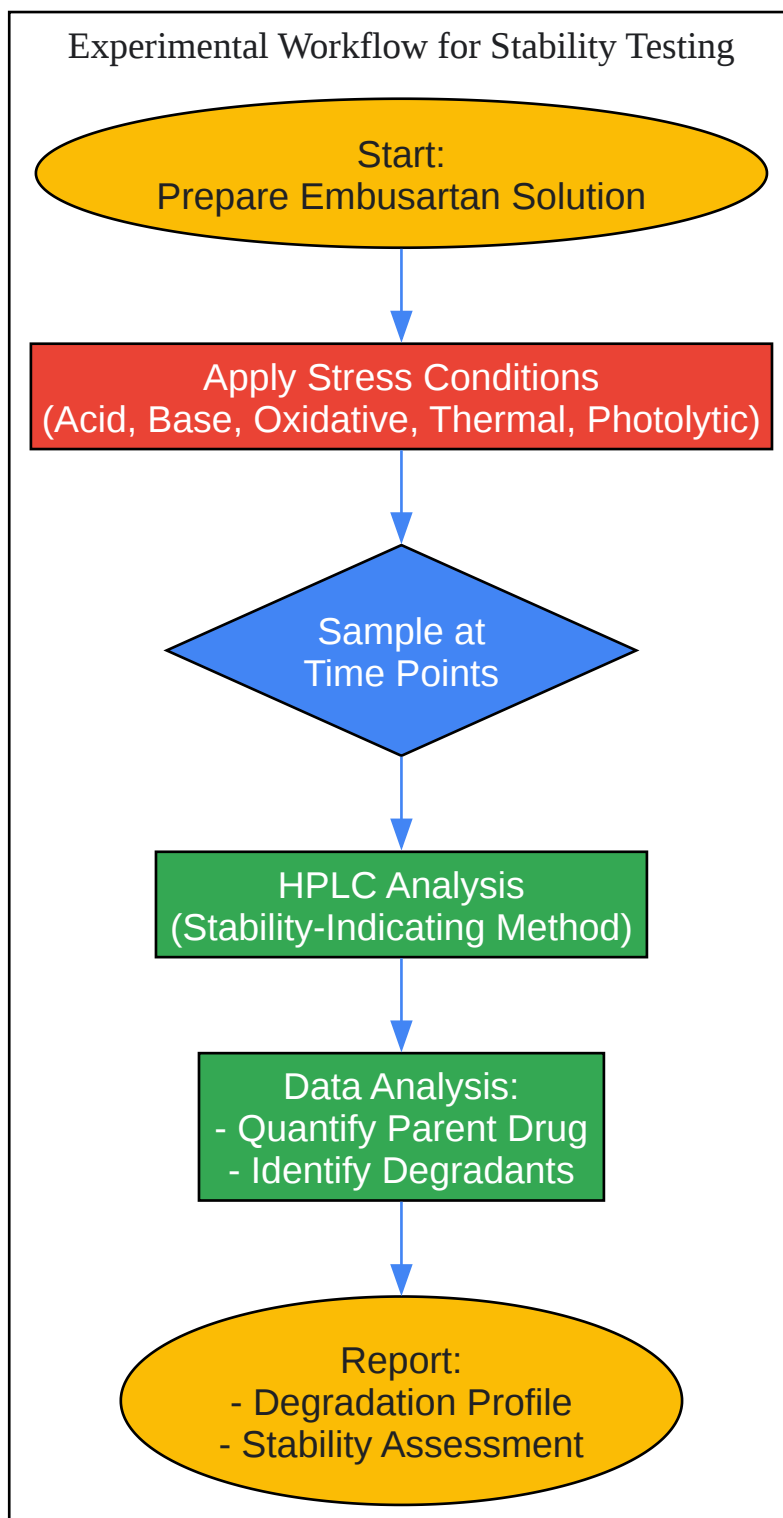 Experimental Workflow for Stability Testing
Start:
Prepare Embusartan Solution
Apply Stress Conditions
(Acid, Base, Oxidative, Thermal, Photolytic)
Sample at
Time Points
HPLC Analysis
(Stability-Indicating Method)
Data Analysis:
- Quantify Parent Drug
- Identify Degradants
Report:
- Degradation Profile
- Stability Assessment